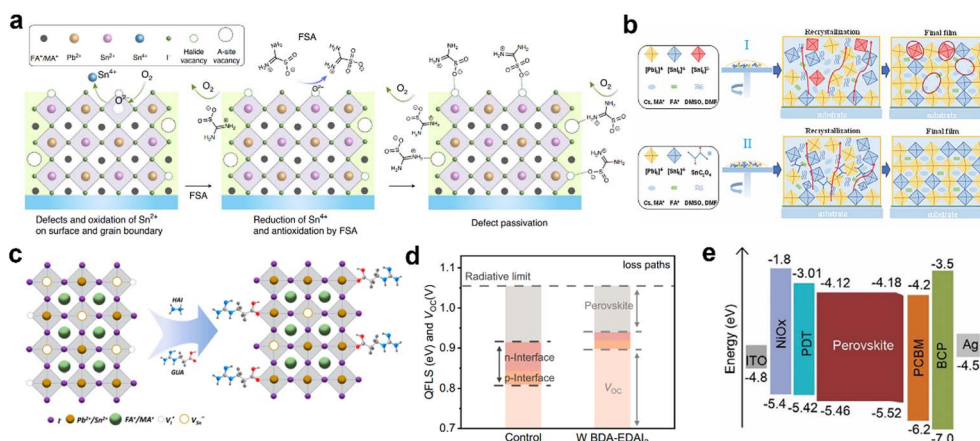 a
FA⁺/MA⁺
Pb²⁺
Sn²⁺
Sn⁴⁺
I⁻
Halide
vacancy
A-site
vacancy
Sn⁴⁺
O₂
O₂
FSA
O₂
O₂
FSA
Defects and oxidation of Sn²⁺
on surface and grain boundary
Reduction of Sn⁴⁺
and antioxidation by FSA
Defect passivation
b
I
Recrystallization
Final film
Cs, MA⁺
FA⁺
DMSO, DMF
substrate
substrate
II
Recrystallization
Final film
SnC₂O₄
Cs, MA⁺
FA⁺
DMSO, DMF
substrate
substrate
c
HAI
GUA
I⁻
Pb²⁺/Sn²⁺
FA⁺/MA⁺
d
QFLS (eV) and V_OC(V)
1.1
1.0
0.9
0.8
0.7
Radiative limit
loss paths
Perovskite
n-Interface
p-Interface
V_OC
Control
W BDA-EDAI₂
e
Energy (eV)
ITO
-4.8
-1.8
NiOx
-5.4
-3.01
PDT
-5.42
-4.12
-4.18
Perovskite
-5.46
-5.52
-4.2
PCBM
-6.2
-3.5
BCP
-7.0
Ag
-4.5